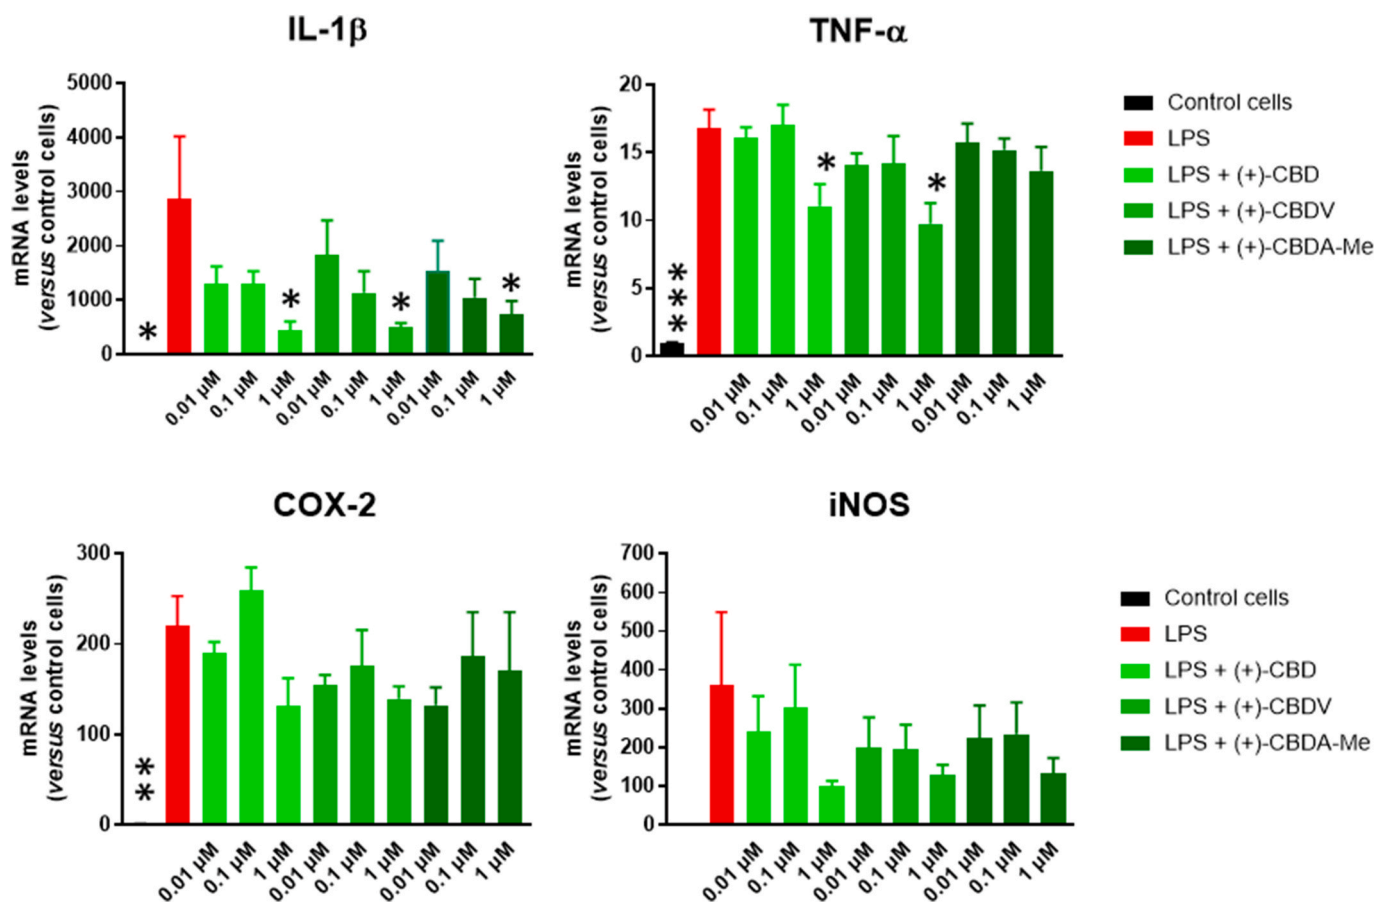 IL-1β
TNF-α
mRNA levels
(versus control cells)
5000
4000
3000
2000
1000
0
*
*
*
*
0.01 µM
0.1 µM
1 µM
0.01 µM
0.1 µM
1 µM
0.01 µM
0.1 µM
1 µM
mRNA levels
(versus control cells)
20
15
10
5
0
***
*
*
0.01 µM
0.1 µM
1 µM
0.01 µM
0.1 µM
1 µM
0.01 µM
0.1 µM
1 µM
Control cells
LPS
LPS + (+)-CBD
LPS + (+)-CBDV
LPS + (+)-CBDA-Me
COX-2
iNOS
mRNA levels
(versus control cells)
300
200
100
0
**
0.01 µM
0.1 µM
1 µM
0.01 µM
0.1 µM
1 µM
0.01 µM
0.1 µM
1 µM
mRNA levels
(versus control cells)
700
600
500
400
300
200
100
0
0.01 µM
0.1 µM
1 µM
0.01 µM
0.1 µM
1 µM
0.01 µM
0.1 µM
1 µM
Control cells
LPS
LPS + (+)-CBD
LPS + (+)-CBDV
LPS + (+)-CBDA-Me